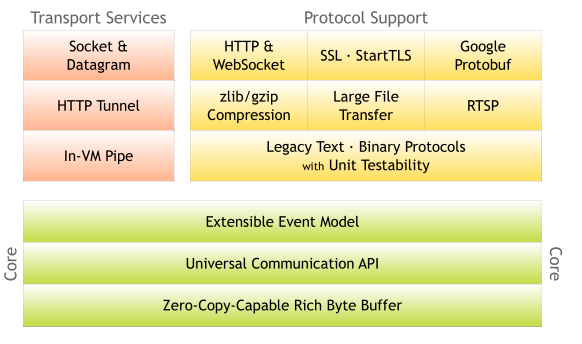 Transport Services
Protocol Support
Socket &
Datagram
HTTP Tunnel
In-VM Pipe
HTTP &
WebSocket
SSL · StartTLS
Google
Protobuf
zlib/gzip
Compression
Large File
Transfer
RTSP
Legacy Text · Binary Protocols
with Unit Testability
Core
Extensible Event Model
Universal Communication API
Zero-Copy-Capable Rich Byte Buffer
Core